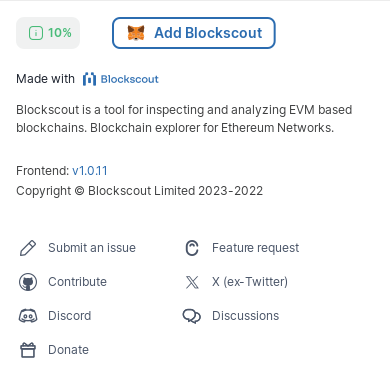 10%
Add Blockscout
Made with Blockscout
Blockscout is a tool for inspecting and analyzing EVM based
blockchains. Blockchain explorer for Ethereum Networks.
Frontend: v1.0.11
Copyright © Blockscout Limited 2023-2022
Submit an issue
Feature request
Contribute
X (ex-Twitter)
Discord
Discussions
Donate